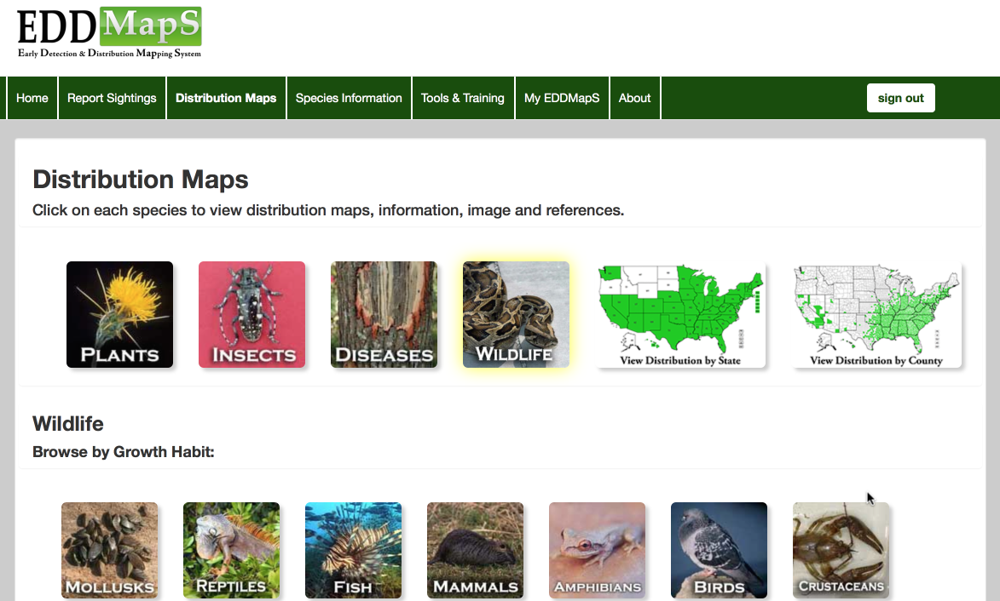 EDDMapS
Early Detection & Distribution Mapping System
Home
Report Sightings
Distribution Maps
Species Information
Tools & Training
My EDDMapS
About
sign out
Distribution Maps
Click on each species to view distribution maps, information, image and references.
PLANTS
INSECTS
DISEASES
WILDLIFE
View Distribution by State
View Distribution by County
Wildlife
Browse by Growth Habit:
MOLLUSKS
REPTILES
FISH
MAMMALS
AMPHIBIANS
BIRDS
CRUSTACEANS